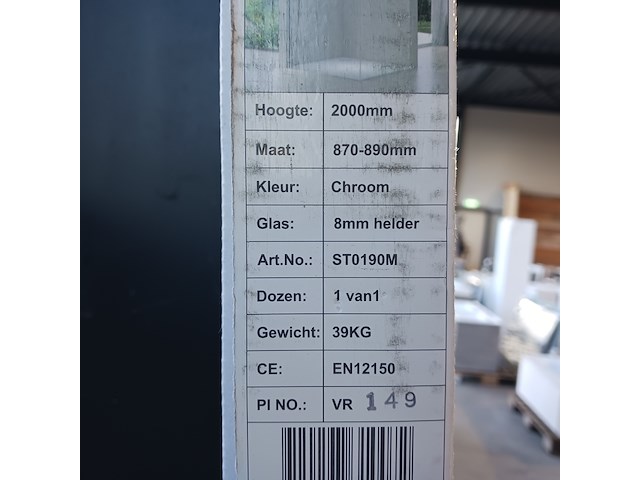 Hoogte: 2000mm
Maat: 870-890mm
Kleur: Chroom
Glas: 8mm helder
Art.No.: ST0190M
Dozen: 1 van1
Gewicht: 39KG
CE: EN12150
PI NO.: VR 149